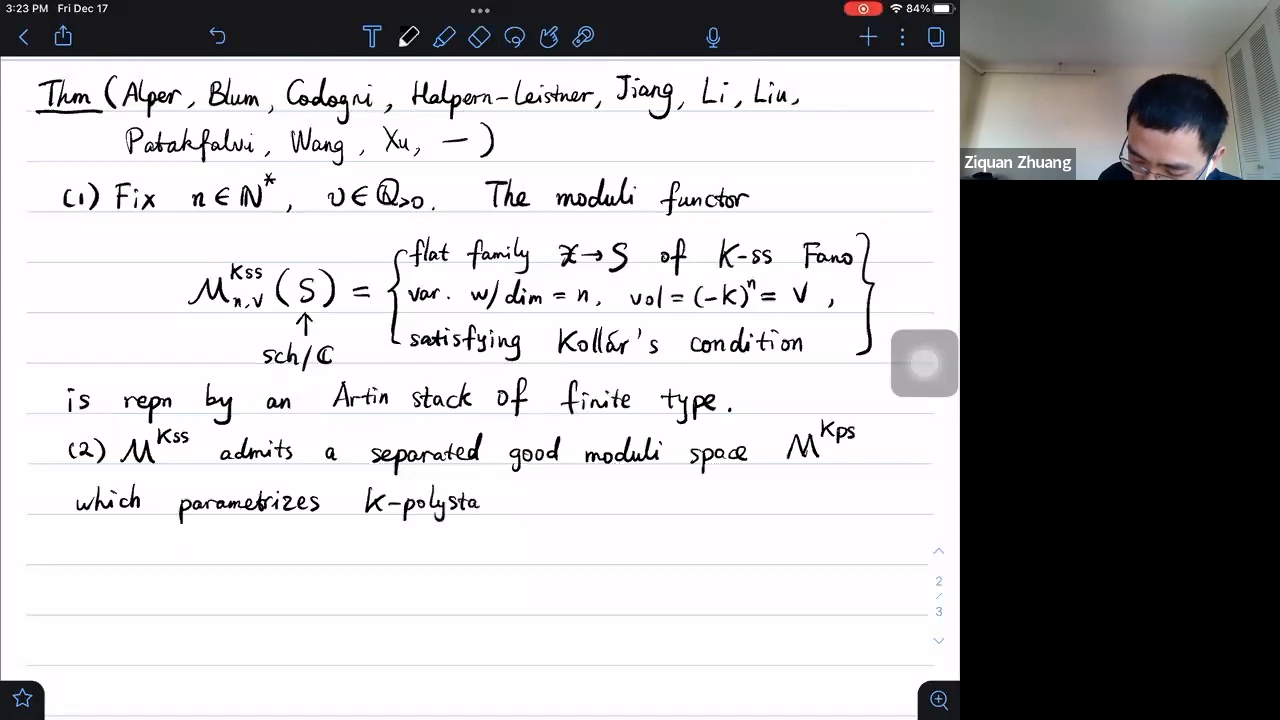 3:23 PM Fri Dec 17
84%
Thm (Alper, Blum, Codogni, Halpern-Leistner, Jiang, Li, Liu,
Patakfalvi, Wang, Xu, —)
(1) Fix n ∈ ℕ*, v ∈ ℚ>0. The moduli functor
M^{Kss}_{n,v} (S) = { flat family 𝒳→S of K-ss Fano
var. w/ dim = n, vol = (-K)^n = v,
satisfying Kollár's condition }
↑
sch/ℂ
is repn by an Artin stack of finite type.
(2) M^{Kss} admits a separated good moduli space M^{Kps}
which parametrizes K-polysta
2
/
3
Ziquan Zhuang